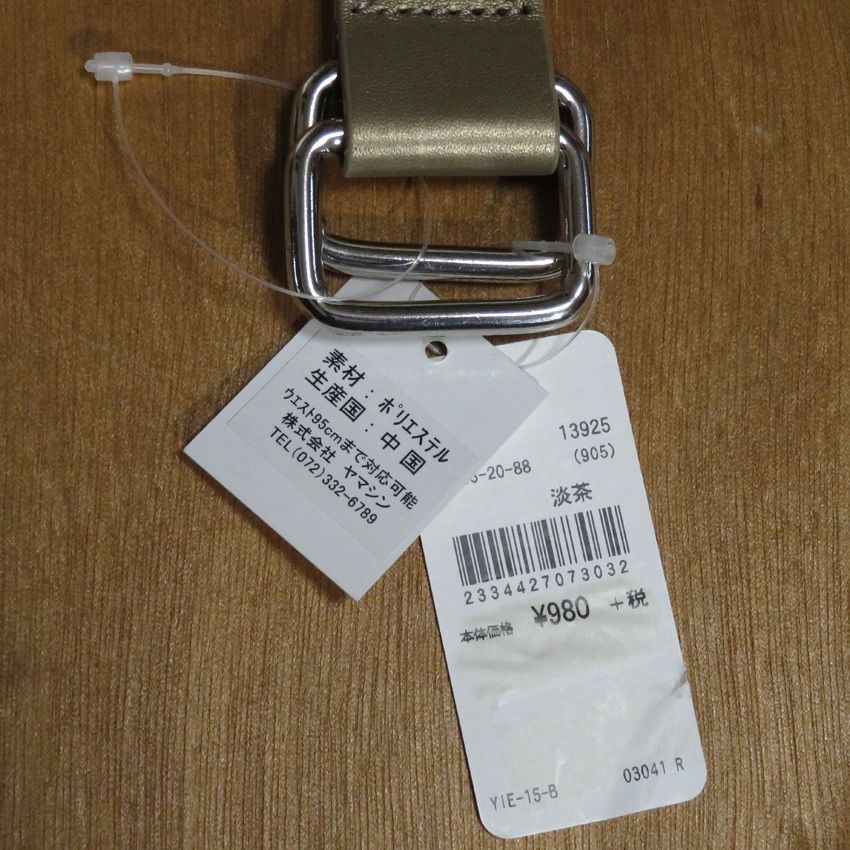 素材：ポリエステル
生産国：中国
ウエスト95cmまで対応可能
株式会社 ヤマシン
TEL(072)332-6789
13925
-20-88 (905)
淡茶
2334427073032
本体価格 ¥980 +税
YIE-15-B 03041 R